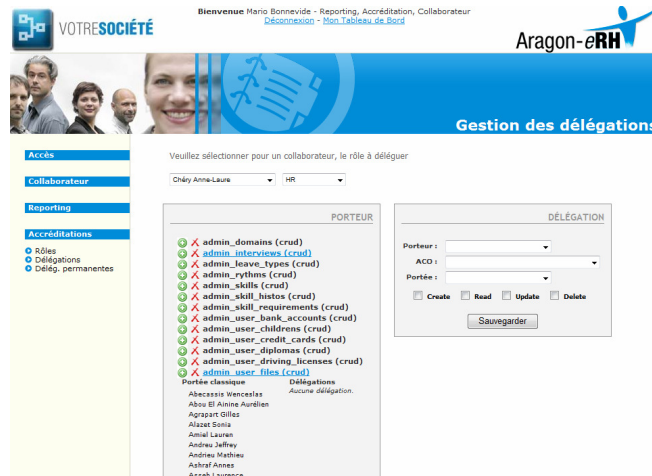 VOTRESOCIÉTÉ
Bienvenue Mario Bonnevide - Reporting, Accréditation, Collaborateur
Déconnexion - Mon Tableau de Bord
Aragon-eRH
Gestion des délégations
Accès
Collaborateur
Reporting
Accréditations
Rôles
Délégations
Délég. permanentes
Veuillez sélectionner pour un collaborateur, le rôle à déléguer
Chéry Anne-Laure HR
PORTEUR
admin_domains (crud)
admin_interviews (crud)
admin_leave_types (crud)
admin_rythms (crud)
admin_skills (crud)
admin_skill_histos (crud)
admin_skill_requirements (crud)
admin_user_bank_accounts (crud)
admin_user_childrens (crud)
admin_user_credit_cards (crud)
admin_user_diplomas (crud)
admin_user_driving_licenses (crud)
admin_user_files (crud)
Portée classique Délégations
Aucune délégation.
Abecassis Wenceslas
Abou El Ainine Aurélien
Agrapart Gilles
Alazet Sonia
Amiel Lauren
Andreu Jeffrey
Andrieu Mathieu
Ashraf Annes
Asseh Laurence
DÉLÉGATION
Porteur :
ACO :
Portée :
Create Read Update Delete
Sauvegarder